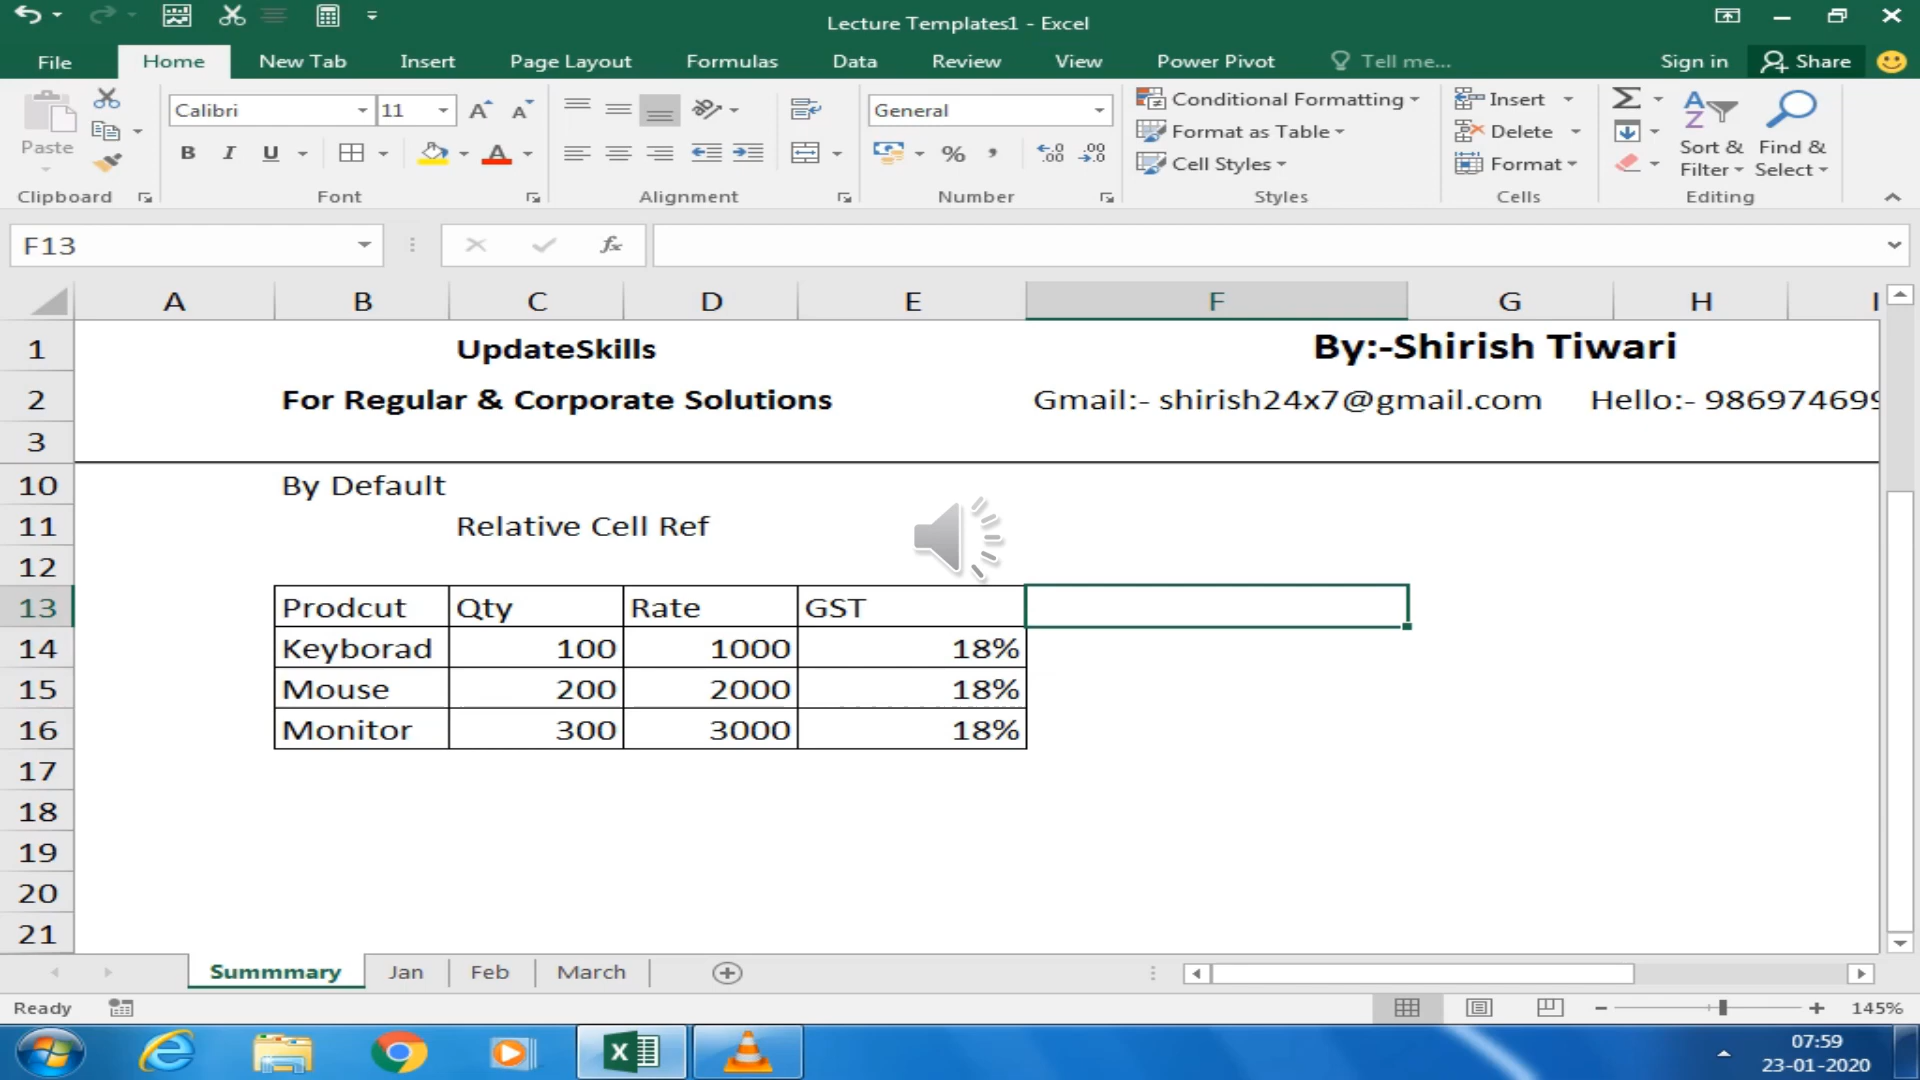 Lecture Templates1 - Excel
File Home New Tab Insert Page Layout Formulas Data Review View Power Pivot Tell me... Sign in Share
Calibri 11 General Conditional Formatting Insert
Format as Table Delete
Paste B I U % Cell Styles Format Sort & Filter Find & Select
Clipboard Font Alignment Number Styles Cells Editing
F13 fx
A B C D E F G H I
1 UpdateSkills By:-Shirish Tiwari
2 For Regular & Corporate Solutions Gmail:- shirish24x7@gmail.com Hello:- 986974699
3
10 By Default
11 Relative Cell Ref
12
13 Prodcut Qty Rate GST
14 Keyborad 100 1000 18%
15 Mouse 200 2000 18%
16 Monitor 300 3000 18%
17
18
19
20
21
Summmary Jan Feb March
Ready 145%
07:59
23-01-2020